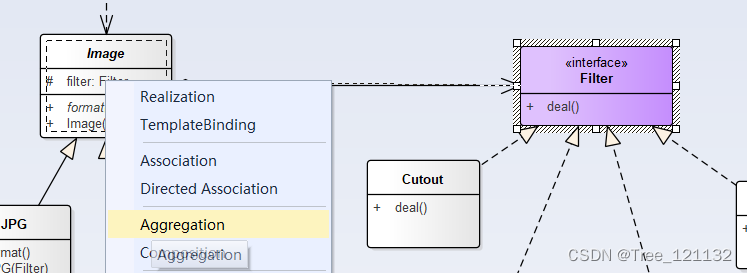 Image
# filter: Filter
+ format
+ Image(
Realization
TemplateBinding
Association
Directed Association
Aggregation
Composition
Aggregation
«interface»
Filter
+ deal()
Cutout
+ deal()
JPG
mat()
PG(Filter)
+
CSDN @Tree_121132